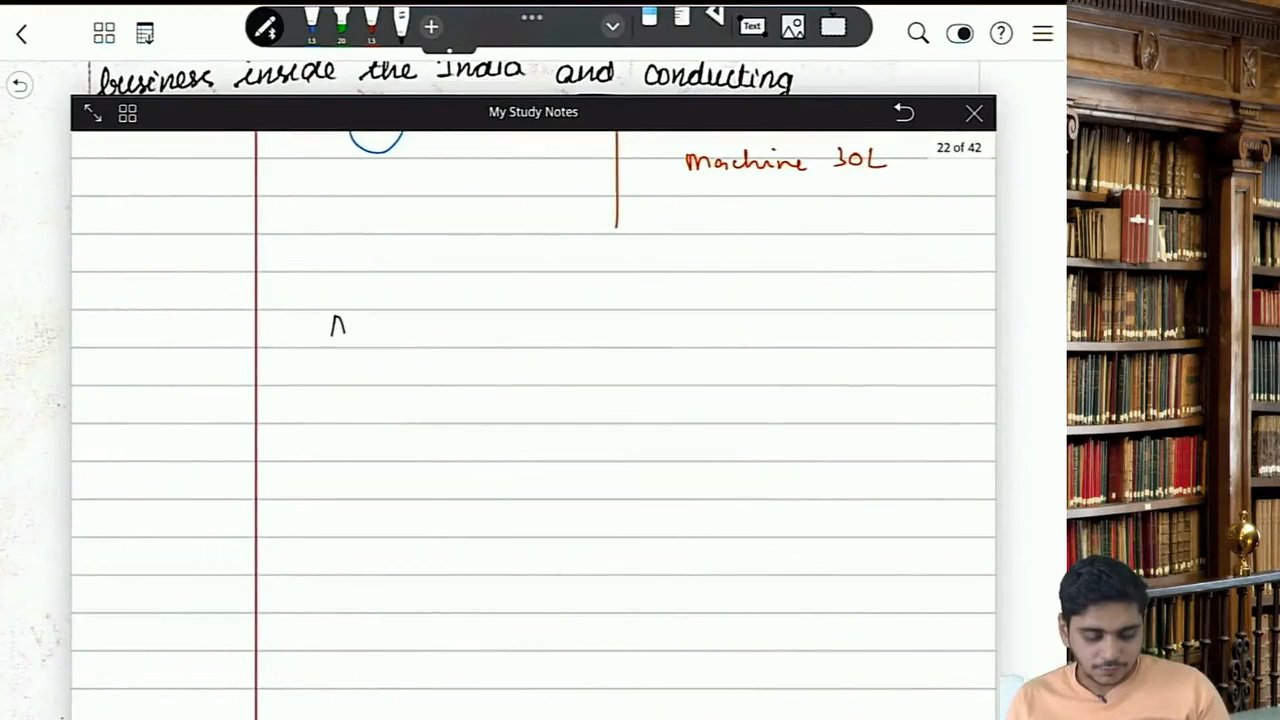 Text
business inside the India and conducting
My Study Notes
22 of 42
Machine 30L